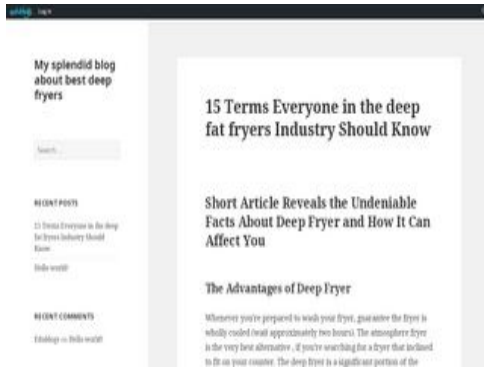 Log in
My splendid blog
about best deep
fryers
Search …
RECENT POSTS
15 Terms Everyone in the deep
fat fryers Industry Should
Know
Hello world!
RECENT COMMENTS
Edublogs on Hello world!
15 Terms Everyone in the deep
fat fryers Industry Should Know
Short Article Reveals the Undeniable
Facts About Deep Fryer and How It Can
Affect You
The Advantages of Deep Fryer
Whenever you're prepared to wash your fryer, guarantee the fryer is
wholly cooled (wait approximately two hours). The atmosphere fryer
is the very best alternative , if you're searching for a fryer that inclined
to fit on your counter. The deep fryer is a significant portion of the